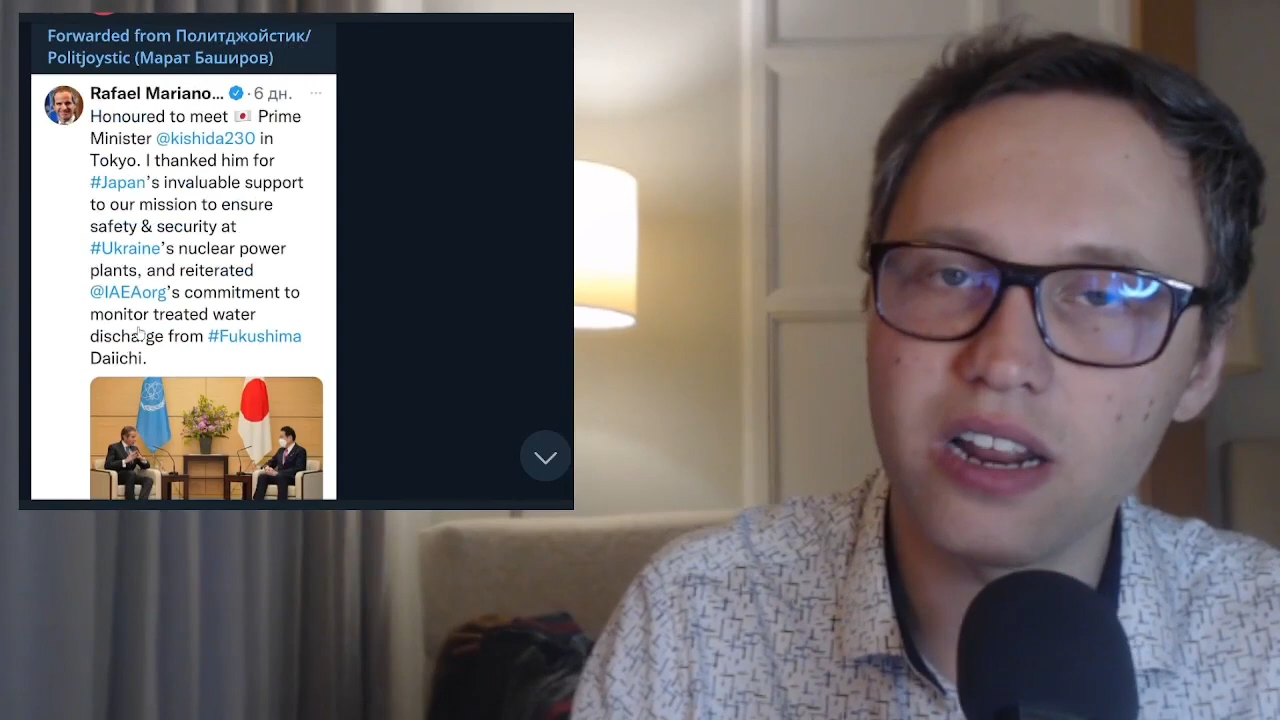 Forwarded from Политджойстик/
Politjoystic (Марат Баширов)
Rafael Mariano... · 6 дн. ...
Honoured to meet 🇯🇵 Prime
Minister @kishida230 in
Tokyo. I thanked him for
#Japan's invaluable support
to our mission to ensure
safety & security at
#Ukraine's nuclear power
plants, and reiterated
@IAEAorg's commitment to
monitor treated water
discharge from #Fukushima
Daiichi.